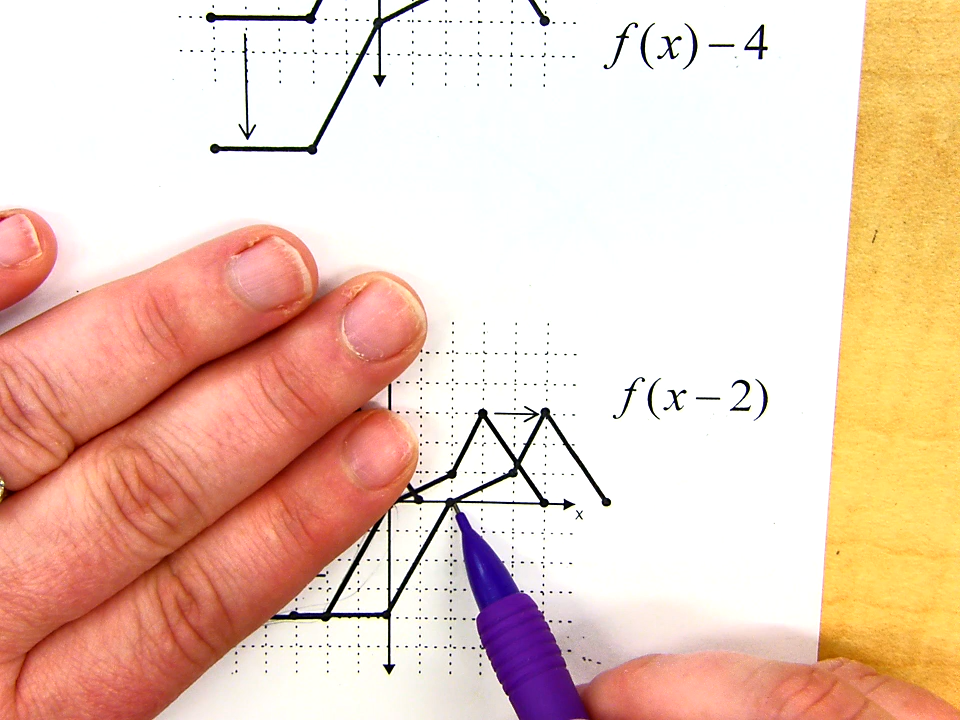 f(x) – 4
f(x – 2)
x